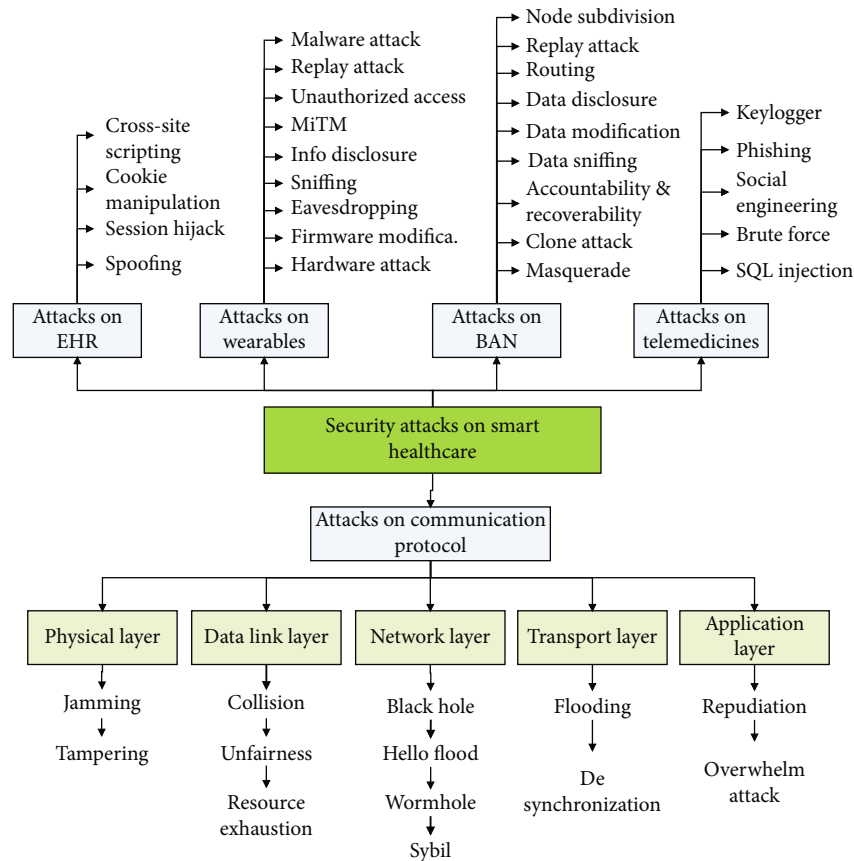 Cross-site
scripting
Cookie
manipulation
Session hijack
Spoofing
Attacks on
EHR
Malware attack
Replay attack
Unauthorized access
MiTM
Info disclosure
Sniffing
Eavesdropping
Firmware modifica.
Hardware attack
Attacks on
wearables
Node subdivision
Replay attack
Routing
Data disclosure
Data modification
Data sniffing
Accountability &
recoverability
Clone attack
Masquerade
Attacks on
BAN
Keylogger
Phishing
Social
engineering
Brute force
SQL injection
Attacks on
telemedicines
Security attacks on smart
healthcare
Attacks on communication
protocol
Physical layer
Jamming
Tampering
Data link layer
Collision
Unfairness
Resource
exhaustion
Network layer
Black hole
Hello flood
Wormhole
Sybil
Transport layer
Flooding
De
synchronization
Application
layer
Repudiation
Overwhelm
attack